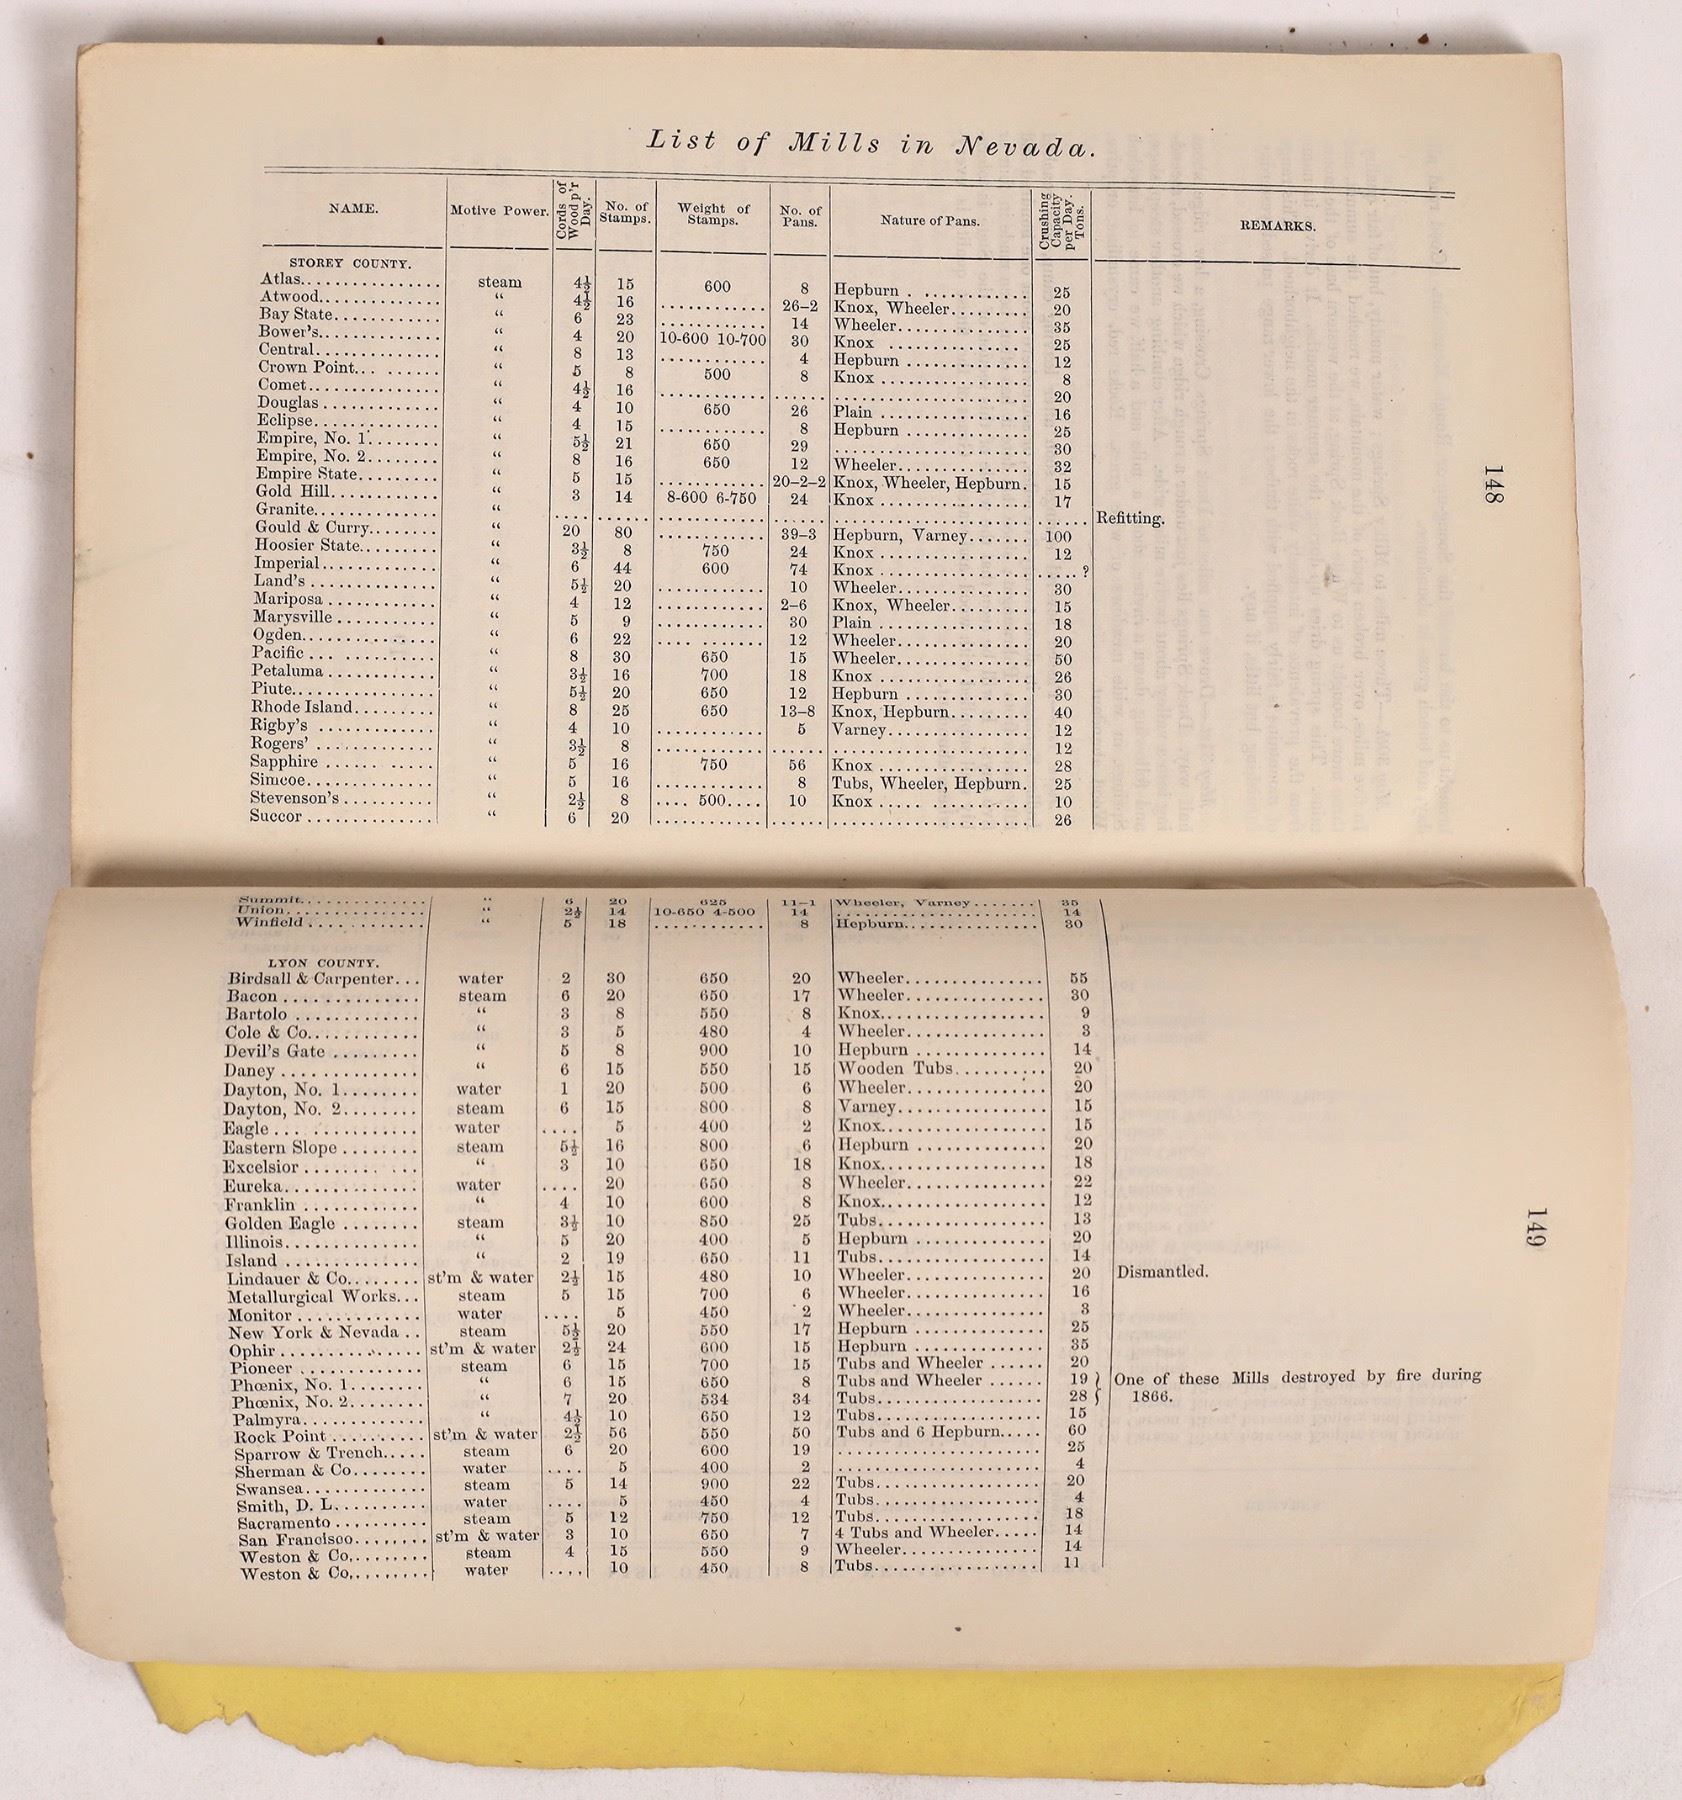 List of Mills in Nevada.
NAME. Motive Power. Cords of Wood p'r Day. No. of Stamps. Weight of Stamps. No. of Pans. Nature of Pans. Crushing Capacity per Day. Tons. REMARKS.
STOREY COUNTY.
Atlas................ steam 4½ 15 600 8 Hepburn . ............ 25
Atwood.............. “ 4½ 16 ............ 26-2 Knox, Wheeler......... 20
Bay State............ “ 6 23 ............ 14 Wheeler............... 35
Bower's.............. “ 4 20 10-600 10-700 30 Knox ............... 25
Central.............. “ 8 13 ............ 4 Hepburn .............. 12
Crown Point... ...... “ 5 8 500 8 Knox ................. 8
Comet............... “ 4½ 16 ............ ...... ...................... 20
Douglas ............. “ 4 10 650 26 Plain ................. 16
Eclipse.............. “ 4 15 ............ 8 Hepburn .............. 25
Empire, No. 1........ “ 5½ 21 650 29 ...................... 30
Empire, No. 2........ “ 8 16 650 12 Wheeler............... 32
Empire State......... “ 5 15 ............ 20-2-2 Knox, Wheeler, Hepburn. 15
Gold Hill............ “ 3 14 8-600 6-750 24 Knox ................. 17
Granite.............. “ .... ...... ............ ...... ...................... ...... Refitting.
Gould & Curry........ “ 20 80 ............ 39-3 Hepburn, Varney....... 100
Hoosier State......... “ 3½ 8 750 24 Knox ................. 12
Imperial............. “ 6 44 600 74 Knox ................. .....?
Land's .............. “ 5½ 20 ............ 10 Wheeler............... 30
Mariposa ............ “ 4 12 ............ 2-6 Knox, Wheeler......... 15
Marysville ........... “ 5 9 ............ 30 Plain ................. 18
Ogden............... “ 6 22 .... ....... 12 Wheeler............... 20
Pacific ... .......... “ 8 30 650 15 Wheeler............... 50
Petaluma ............ “ 3½ 16 700 18 Knox ................. 26
Piute................ “ 5½ 20 650 12 Hepburn .............. 30
Rhode Island......... “ 8 25 650 13-8 Knox, Hepburn......... 40
Rigby's ............. “ 4 10 ............ 5 Varney................ 12
Rogers' ............. “ 3½ 8 ............ ...... ...................... 12
Sapphire ...... ..... “ 5 16 750 56 Knox ................. 28
Simcoe............... “ 5 16 ............ 8 Tubs, Wheeler, Hepburn. 25
Stevenson's .......... “ 2½ 8 .... 500.... 10 Knox ..... ........... 10
Succor .............. “ 6 20 ............ ...... ...................... 26
148
Summit.............. “ 6 20 625 11-1 Wheeler, Varney....... 35
Union............... “ 2½ 14 10-650 4-500 14 ...................... 14
Winfield ............ “ 5 18 ............ 8 Hepburn............... 30
LYON COUNTY.
Birdsall & Carpenter... water 2 30 650 20 Wheeler............... 55
Bacon .............. steam 6 20 650 17 Wheeler............... 30
Bartolo ............. “ 3 8 550 8 Knox.................. 9
Cole & Co............ “ 3 5 480 4 Wheeler............... 3
Devil's Gate ......... “ 5 8 900 10 Hepburn .............. 14
Daney .............. “ 6 15 550 15 Wooden Tubs.......... 20
Dayton, No. 1........ water 1 20 500 6 Wheeler............... 20
Dayton, No. 2........ steam 6 15 800 8 Varney................ 15
Eagle ... ............ water .... 5 400 2 Knox.................. 15
Eastern Slope ........ steam 5½ 16 800 6 Hepburn .............. 20
Excelsior ........ ... “ 3 10 650 18 Knox.................. 18
Eureka.............. water .... 20 650 8 Wheeler............... 22
Franklin ............ “ 4 10 600 8 Knox.................. 12
Golden Eagle ........ steam 3½ 10 850 25 Tubs.................. 13
Illinois.............. “ 5 20 400 5 Hepburn .............. 20
Island .............. “ 2 19 650 11 Tubs.................. 14
Lindauer & Co........ st'm & water 2½ 15 480 10 Wheeler............... 20 Dismantled.
Metallurgical Works... steam 5 15 700 6 Wheeler............... 16
Monitor ............. water .... 5 450 2 Wheeler............... 3
New York & Nevada .. steam 5½ 20 550 17 Hepburn .............. 25
Ophir ............... st'm & water 2½ 24 600 15 Hepburn .............. 35
Pioneer ............. steam 6 15 700 15 Tubs and Wheeler ...... 20
Phœnix, No. 1........ “ 6 15 650 8 Tubs and Wheeler ...... 19 } One of these Mills destroyed by fire during
Phœnix, No. 2........ “ 7 20 534 34 Tubs.................. 28 } 1866.
Palmyra............. “ 4½ 10 650 12 Tubs.................. 15
Rock Point .......... st'm & water 2½ 56 550 50 Tubs and 6 Hepburn..... 60
Sparrow & Trench..... steam 6 20 600 19 ...................... 25
Sherman & Co........ water .... 5 400 2 ...................... 4
Swansea............. steam 5 14 900 22 Tubs.................. 20
Smith, D. L.......... water .... 5 450 4 Tubs.................. 4
Sacramento .......... steam 5 12 750 12 Tubs.................. 18
San Francisco........ st'm & water 3 10 650 7 4 Tubs and Wheeler..... 14
Weston & Co......... steam 4 15 550 9 Wheeler............... 14
Weston & Co......... water .... 10 450 8 Tubs.................. 11
149